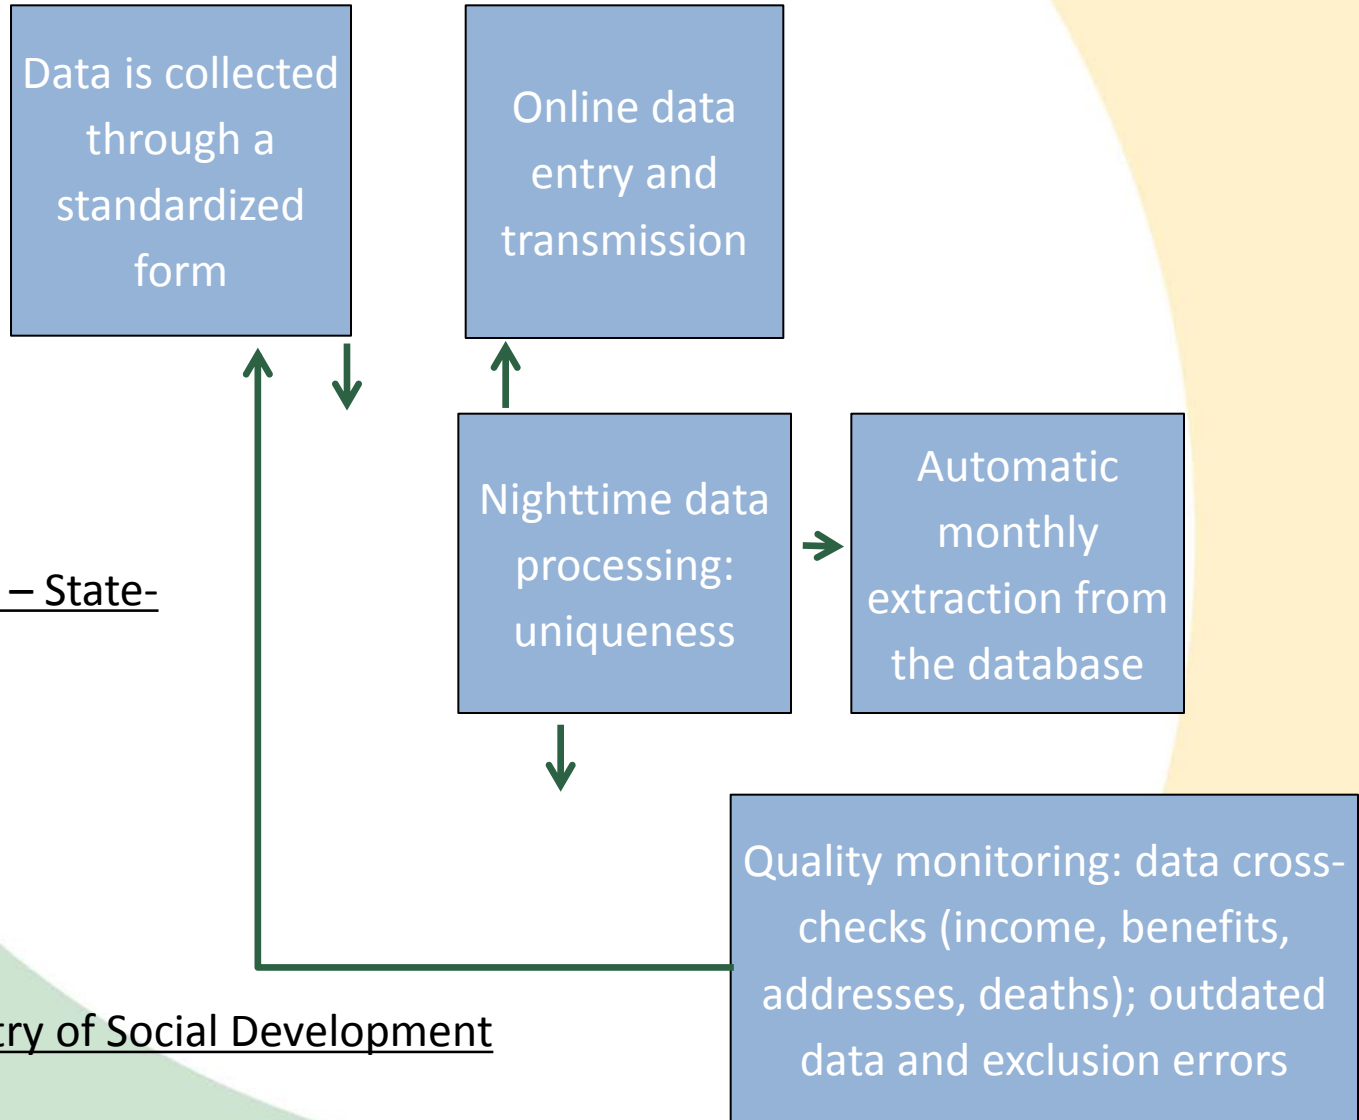 Data is collected
through a
standardized
form
Online data
entry and
transmission
Nighttime data
processing:
uniqueness
Automatic
monthly
extraction from
the database
– State-
Quality monitoring: data cross-
checks (income, benefits,
addresses, deaths); outdated
data and exclusion errors
of Social Development